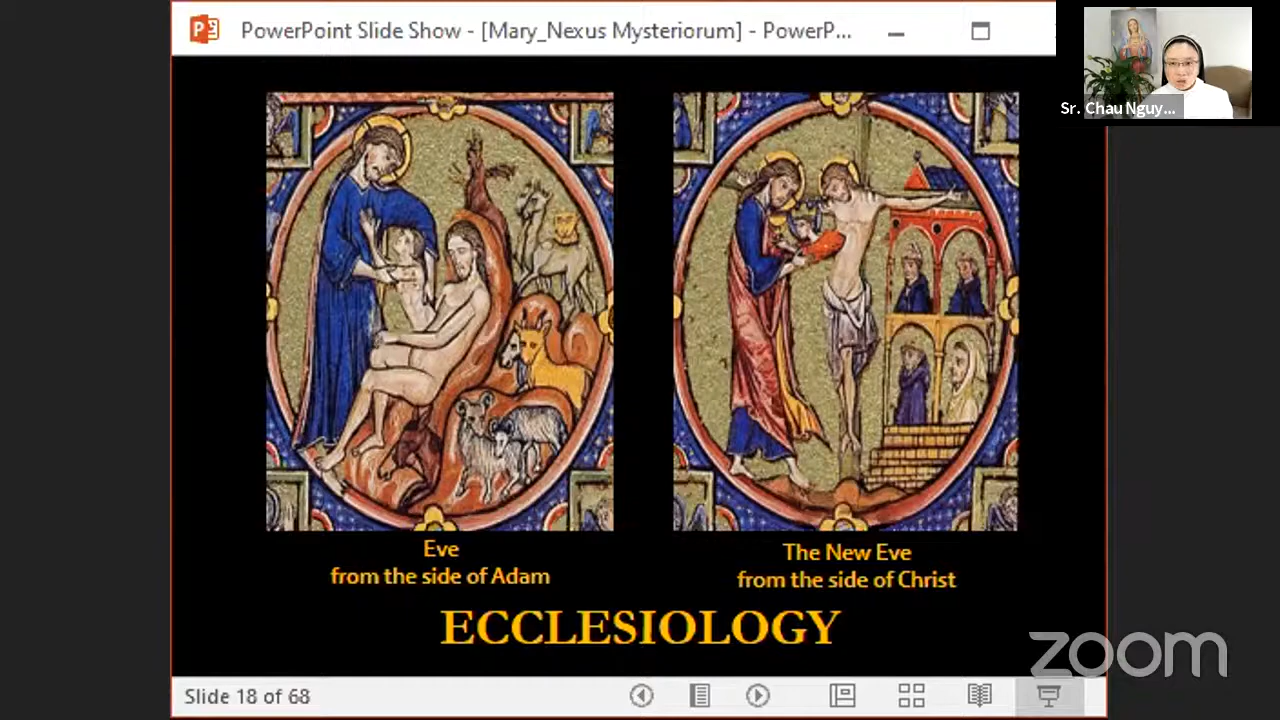 PowerPoint Slide Show - [Mary_Nexus Mysteriorum] - PowerP...
Sr. Chau Nguy...
Eve
from the side of Adam
The New Eve
from the side of Christ
ECCLESIOLOGY
zoom
Slide 18 of 68